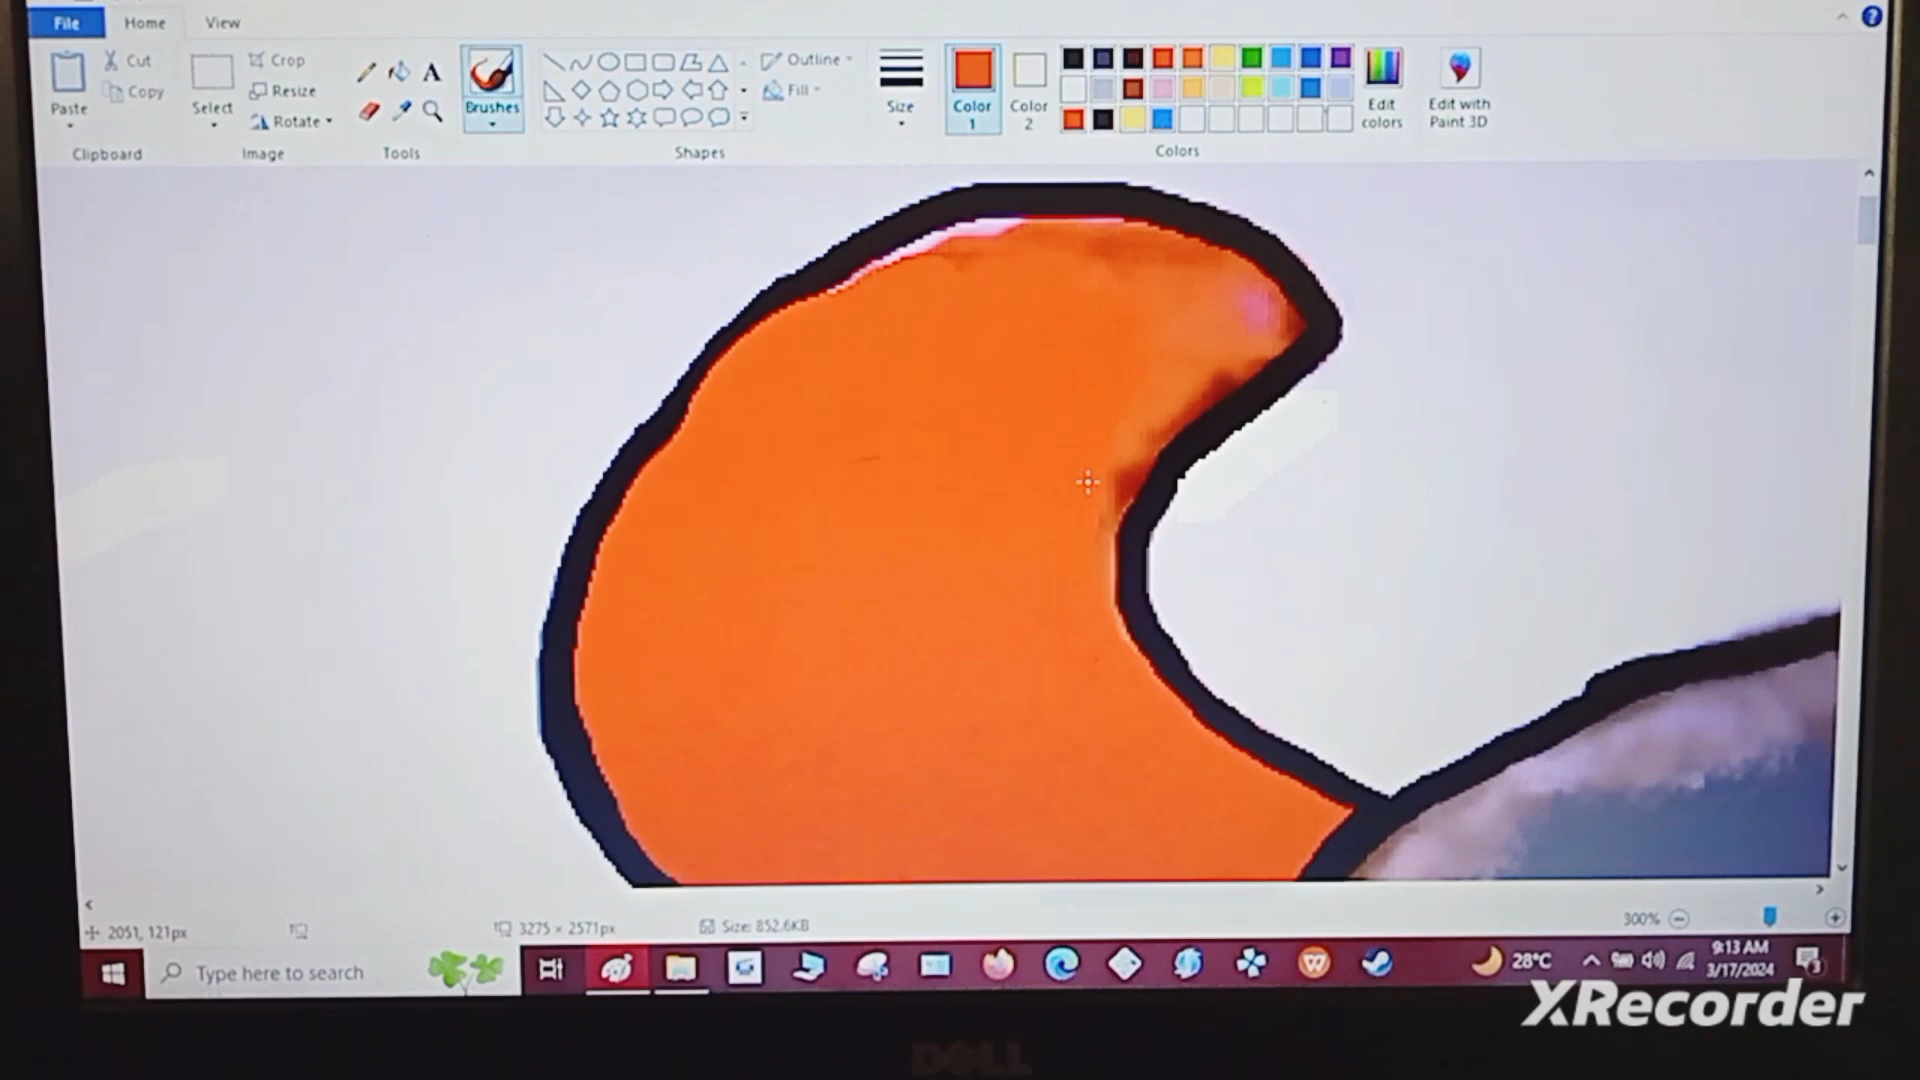 File Home View
Paste
Cut
Copy
Clipboard
Select
Crop
Resize
Rotate
Image
A
Tools
Brushes
Shapes
Outline
Fill
Size
Color
1
Color
2
Colors
Edit
colors
Edit with
Paint 3D
2051, 121px
3275 × 2571px
Size: 852.6KB
300%
Type here to search
28°C
9:13 AM
3/17/2024
3
XRecorder
DELL